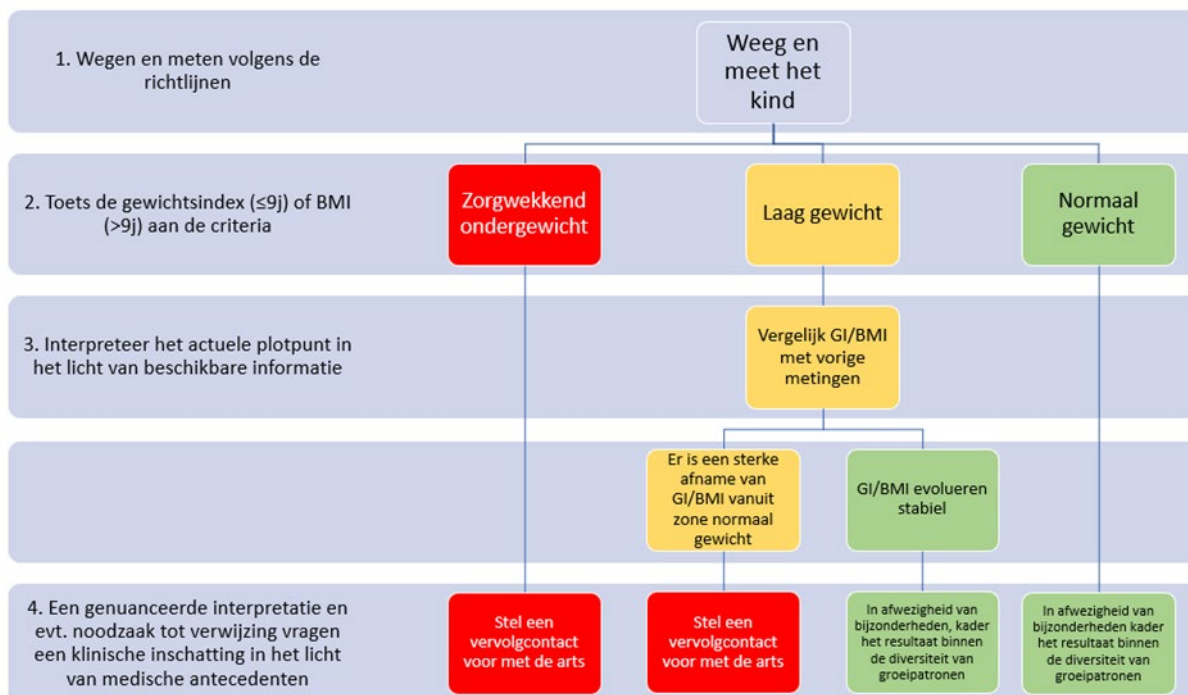 1. Wegen en meten volgens de
richtlijnen
Weeg en
meet het
kind
2. Toets de gewichtsindex (≤9j) of BMI
(>9j) aan de criteria
Zorgwekkend
ondergewicht
Laag gewicht
Normaal
gewicht
3. Interpreteer het actuele plotpunt in
het licht van beschikbare informatie
Vergelijk GI/BMI
met vorige
metingen
Er is een sterke
afname van
GI/BMI vanuit
zone normaal
gewicht
GI/BMI evolueren
stabiel
4. Een genuanceerde interpretatie en
evt. noodzaak tot verwijzing vragen
een klinische inschatting in het licht
van medische antecedenten
Stel een
vervolgcontact
voor met de arts
Stel een
vervolgcontact
voor met de arts
In afwezigheid van
bijzonderheden, kader
het resultaat binnen
de diversiteit van
groeipatronen
In afwezigheid van
bijzonderheden kader
het resultaat binnen
de diversiteit van
groeipatronen